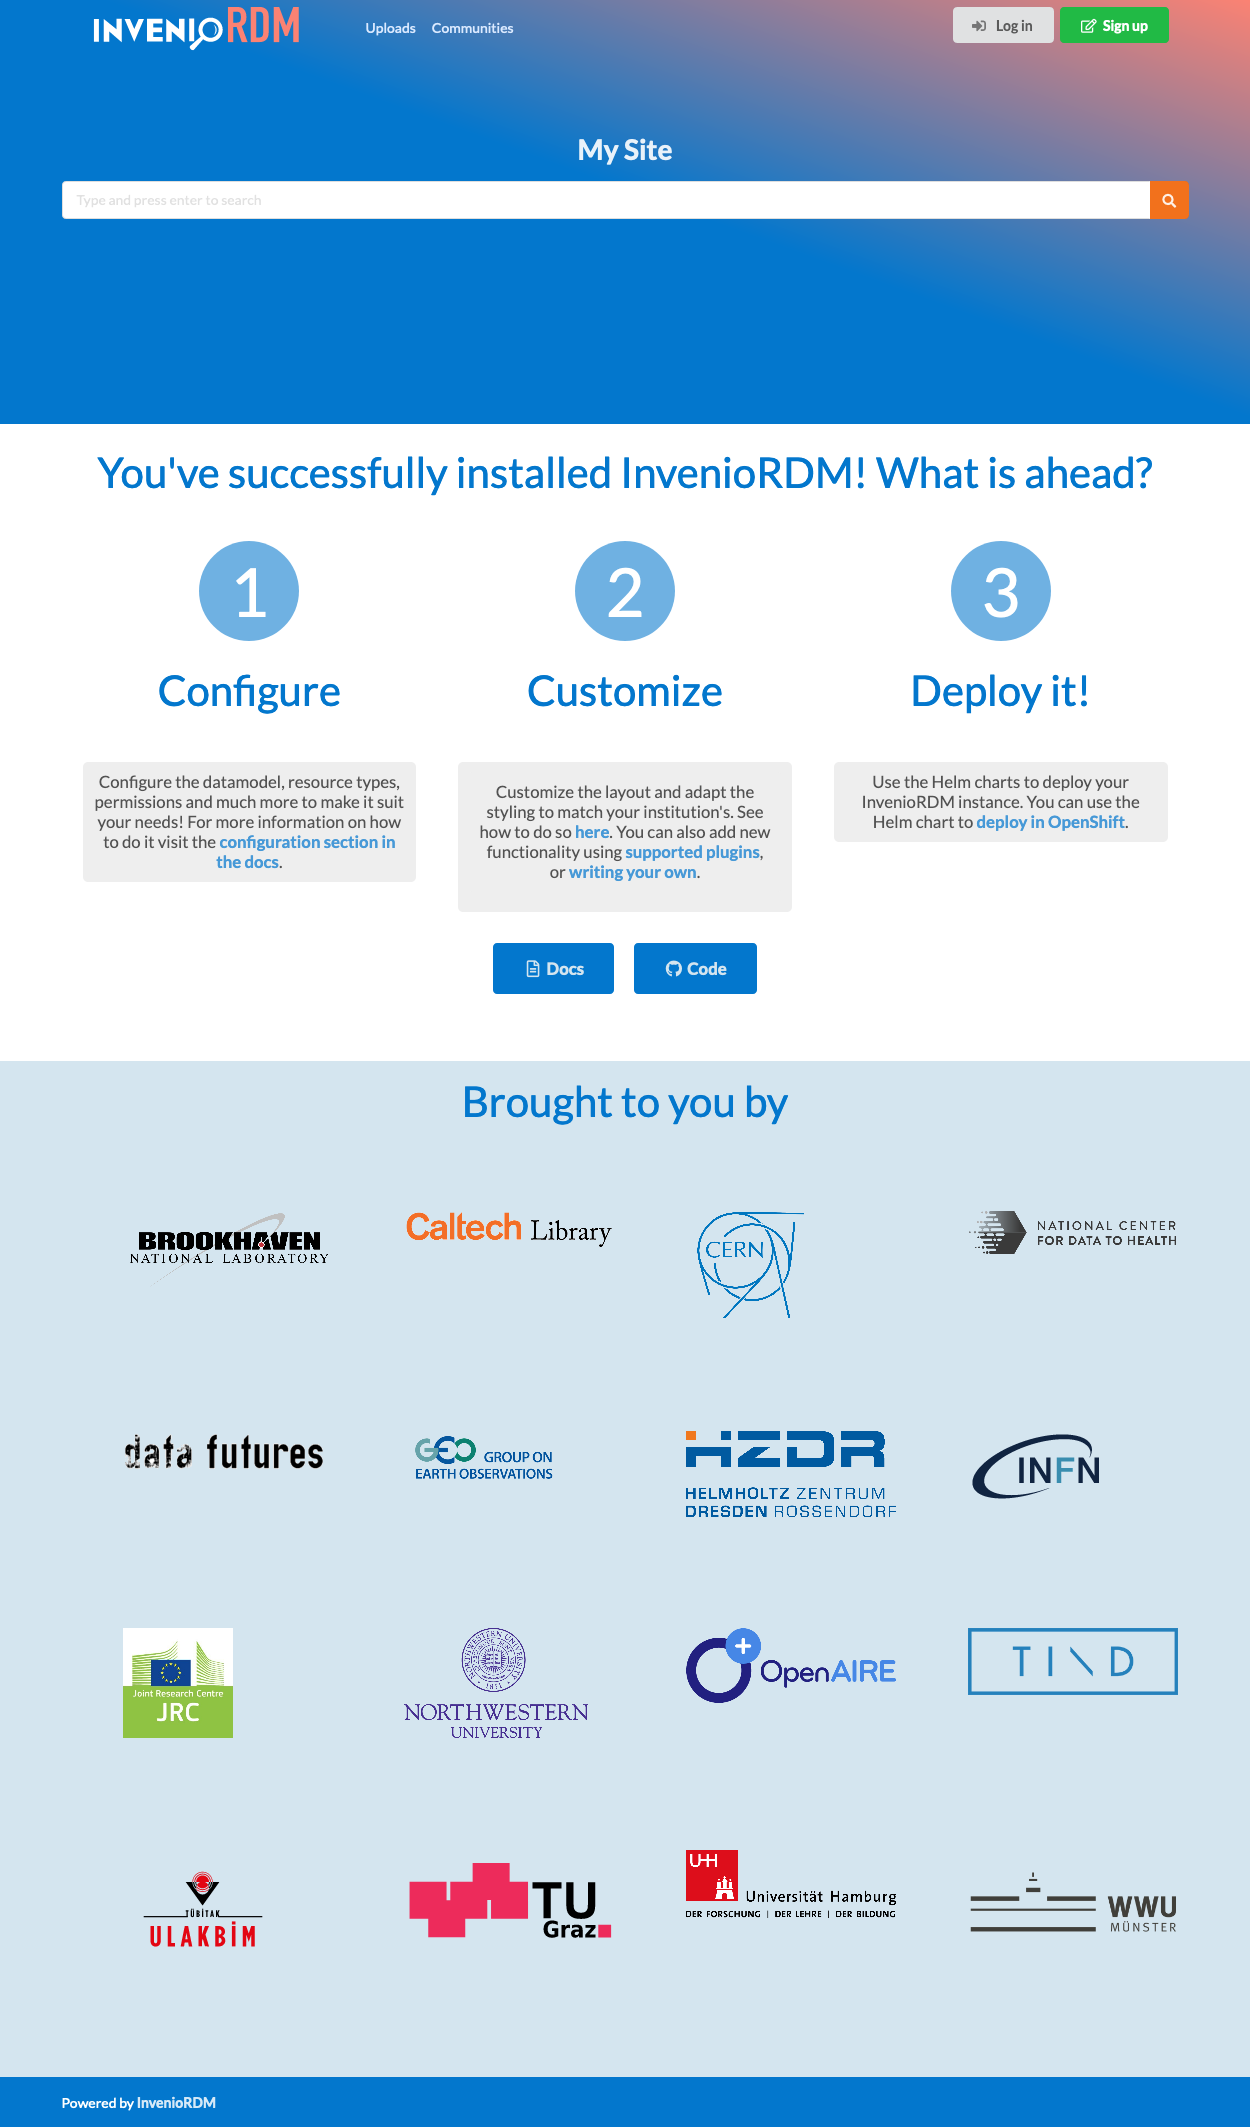 INVENIO RDM
Uploads Communities
Log in
Sign up
My Site
Type and press enter to search
You've successfully installed InvenioRDM! What is ahead?
1
Configure
Configure the datamodel, resource types,
permissions and much more to make it suit
your needs! For more information on how
to do it visit the configuration section in
the docs.
2
Customize
Customize the layout and adapt the
styling to match your institution's. See
how to do so here. You can also add new
functionality using supported plugins,
or writing your own.
3
Deploy it!
Use the Helm charts to deploy your
InvenioRDM instance. You can use the
Helm chart to deploy in OpenShift.
Docs
Code
Brought to you by
BROOKHAVEN
NATIONAL LABORATORY
Caltech Library
CERN
NATIONAL CENTER
FOR DATA TO HEALTH
data futures
GEO GROUP ON
EARTH OBSERVATIONS
HZDR
HELMHOLTZ ZENTRUM
DRESDEN ROSSENDORF
INFN
Joint Research Centre
JRC
NORTHWESTERN
UNIVERSITY
OpenAIRE
TIND
TÜBİTAK
ULAKBİM
TU
Graz
UHH
Universität Hamburg
DER FORSCHUNG | DER LEHRE | DER BILDUNG
WWU
MÜNSTER
Powered by InvenioRDM